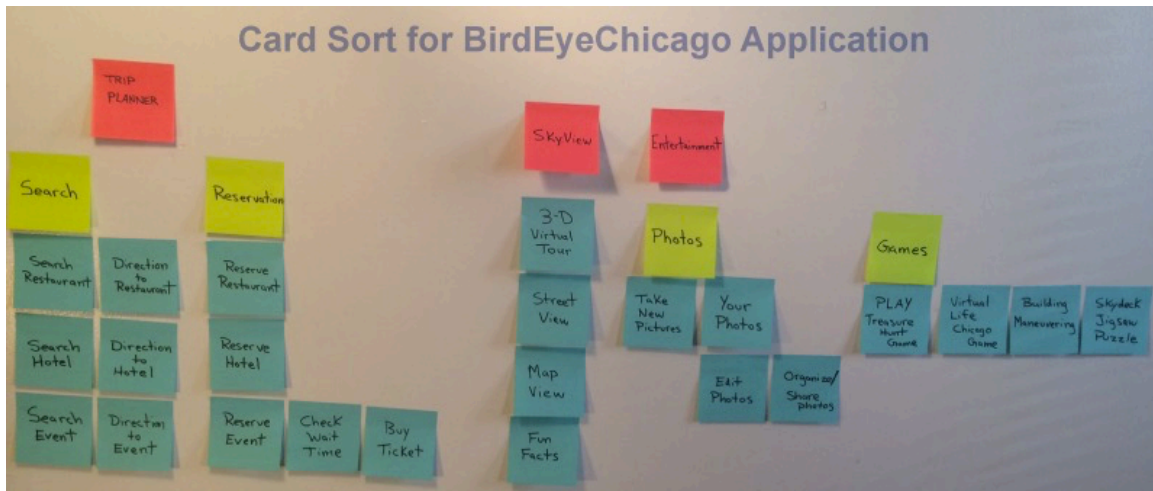 Card Sort for BirdEyeChicago Application
TRIP
PLANNER
Search
Reservation
Search
Restaurant
Direction
to
Restaurant
Reserve
Restaurant
Search
Hotel
Direction
to
Hotel
Reserve
Hotel
Search
Event
Direction
to
Event
Reserve
Event
Check
Wait
Time
Buy
Ticket
SkyView
3-D
Virtual
Tour
Street
View
Map
View
Fun
Facts
Entertainment
Photos
Take
New
Pictures
Your
Photos
Edit
Photos
Organize/
Share
photos
Games
PLAY
Treasure
Hunt
Game
Virtual
Life
Chicago
Game
Building
Maneuvering
Skydeck
Jigsaw
Puzzle